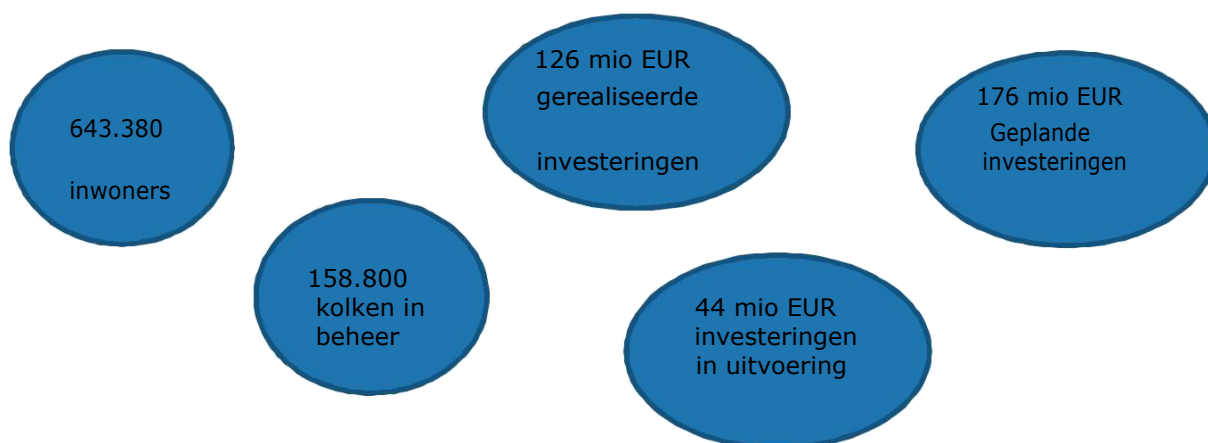 643.380
inwoners
158.800
kolken in
beheer
126 mio EUR
gerealiseerde
investeringen
44 mio EUR
investeringen
in uitvoering
176 mio EUR
Geplande
investeringen